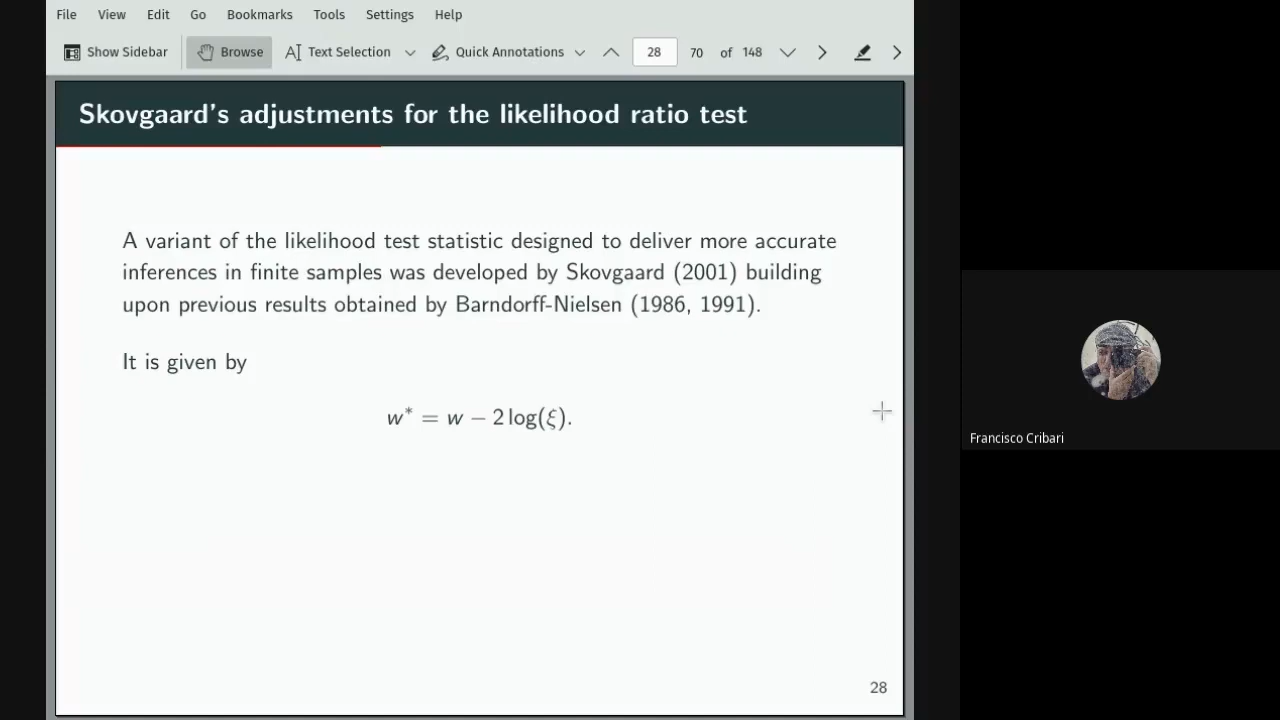 File View Edit Go Bookmarks Tools Settings Help
Show Sidebar Browse Text Selection Quick Annotations 28 70 of 148
Skovgaard's adjustments for the likelihood ratio test
A variant of the likelihood test statistic designed to deliver more accurate
inferences in finite samples was developed by Skovgaard (2001) building
upon previous results obtained by Barndorff-Nielsen (1986, 1991).
It is given by
w* = w − 2 log(ξ).
28
Francisco Cribari